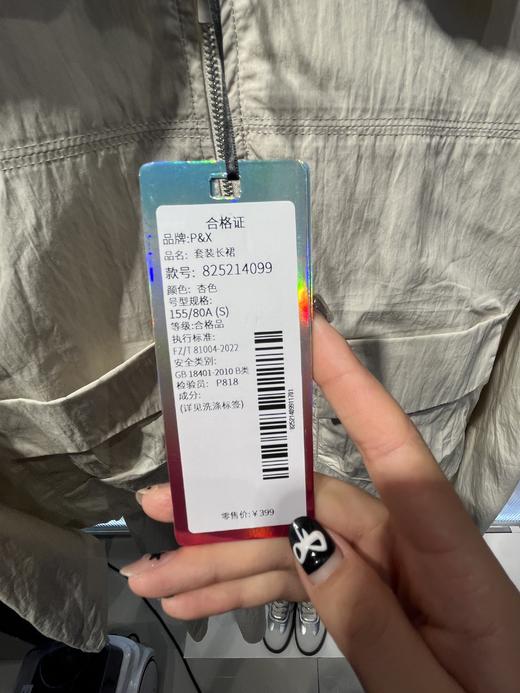 合格证
品牌:P&X
品名: 套装长裙
款号: 825214099
颜色: 杏色
号型规格:
155/80A (S)
等级:合格品
执行标准:
FZ/T 81004-2022
安全类别:
GB 18401-2010 B类
检验员: P818
成分:
(详见洗涤标签)
8252140991701
零售价:￥399